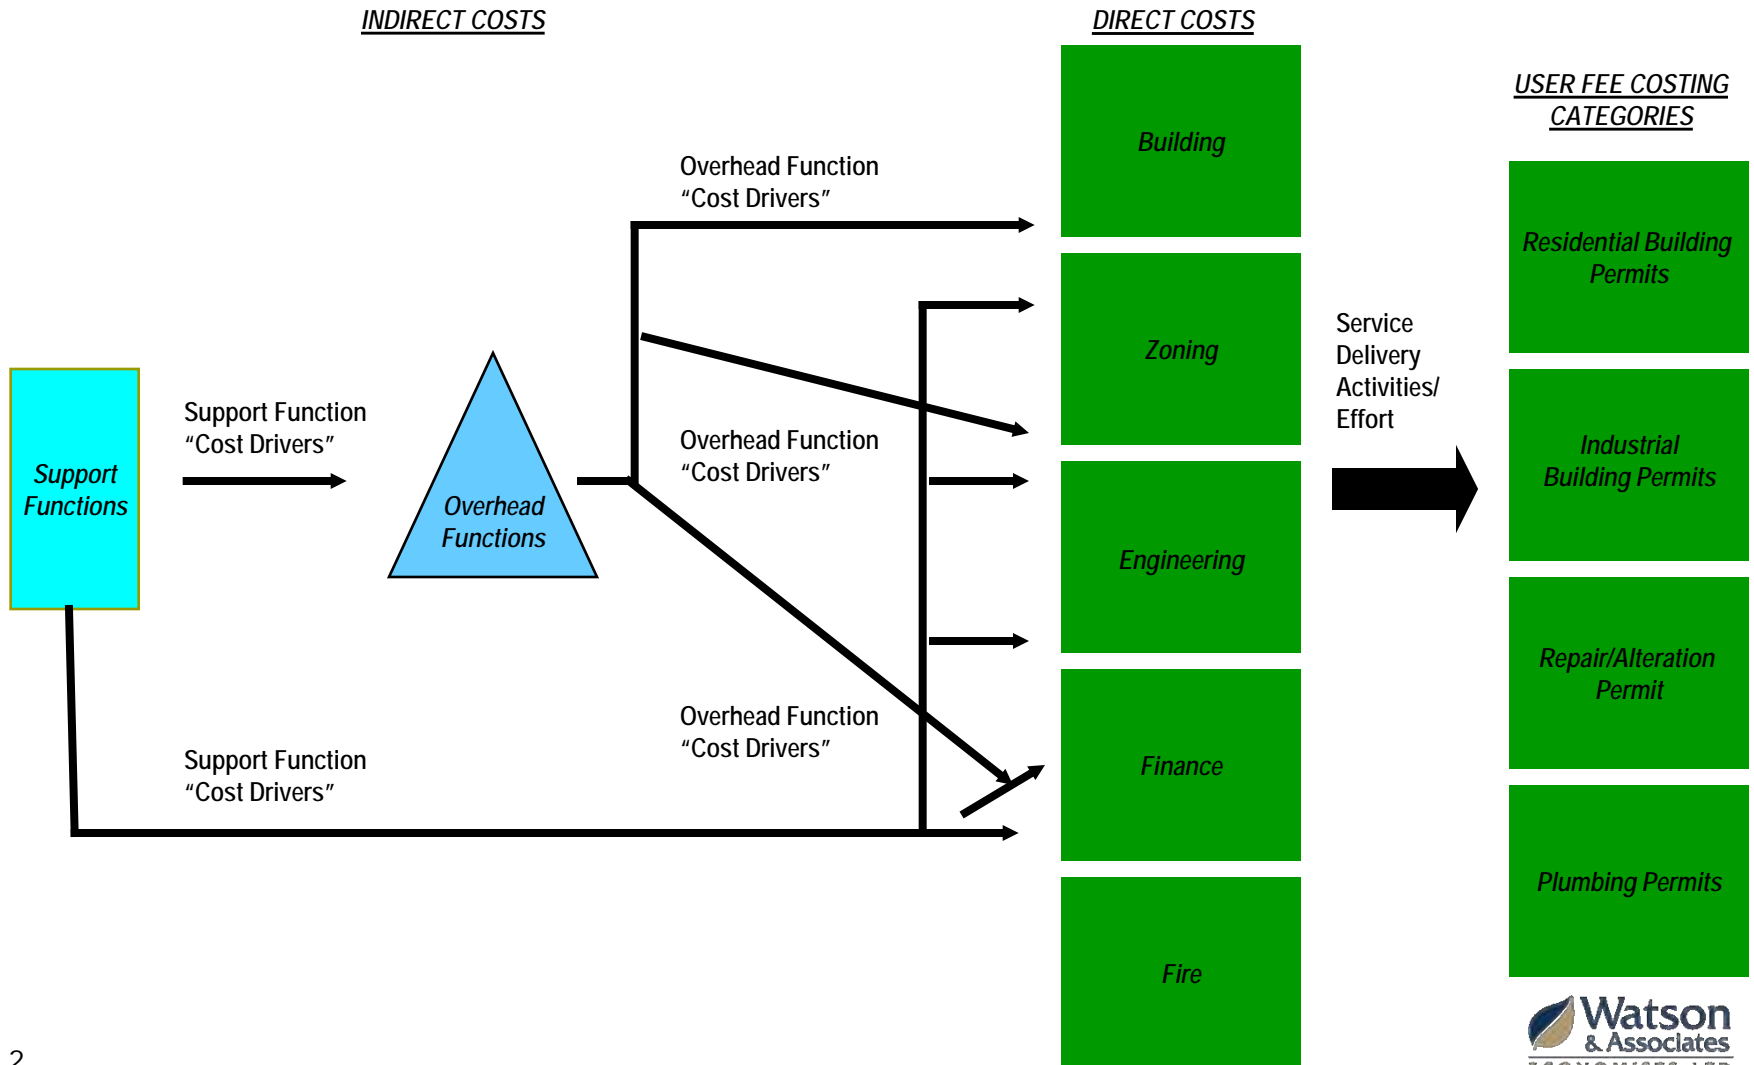 INDIRECT COSTS
DIRECT COSTS
USER FEE COSTING
CATEGORIES
Building
Overhead Function
“Cost Drivers”
Residential Building
Permits
Zoning
Service
Delivery
Activities/
Effort
Support Function
“Cost Drivers”
Overhead Function
“Cost Drivers”
Industrial
Building Permits
Support
Functions
Overhead
Functions
Engineering
Repair/Alteration
Permit
Overhead Function
“Cost Drivers”
Support Function
“Cost Drivers”
Finance
Plumbing Permits
Fire
Watson
& Associates
ECONOMISTS LTD
2